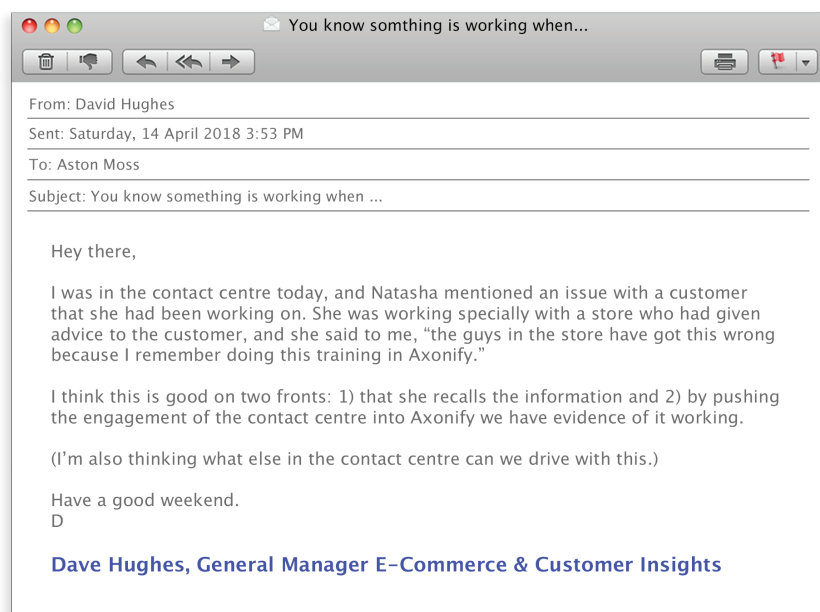 You know somthing is working when...
From: David Hughes
Sent: Saturday, 14 April 2018 3:53 PM
To: Aston Moss
Subject: You know something is working when ...
Hey there,
I was in the contact centre today, and Natasha mentioned an issue with a customer
that she had been working on. She was working specially with a store who had given
advice to the customer, and she said to me, “the guys in the store have got this wrong
because I remember doing this training in Axonify.”
I think this is good on two fronts: 1) that she recalls the information and 2) by pushing
the engagement of the contact centre into Axonify we have evidence of it working.
(I’m also thinking what else in the contact centre can we drive with this.)
Have a good weekend.
D
Dave Hughes, General Manager E-Commerce & Customer Insights